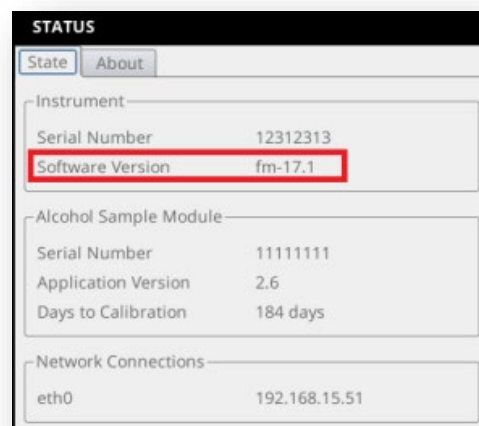 STATUS
State About
Instrument
Serial Number 12312313
Software Version fm-17.1
Alcohol Sample Module
Serial Number 11111111
Application Version 2.6
Days to Calibration 184 days
Network Connections
eth0 192.168.15.51